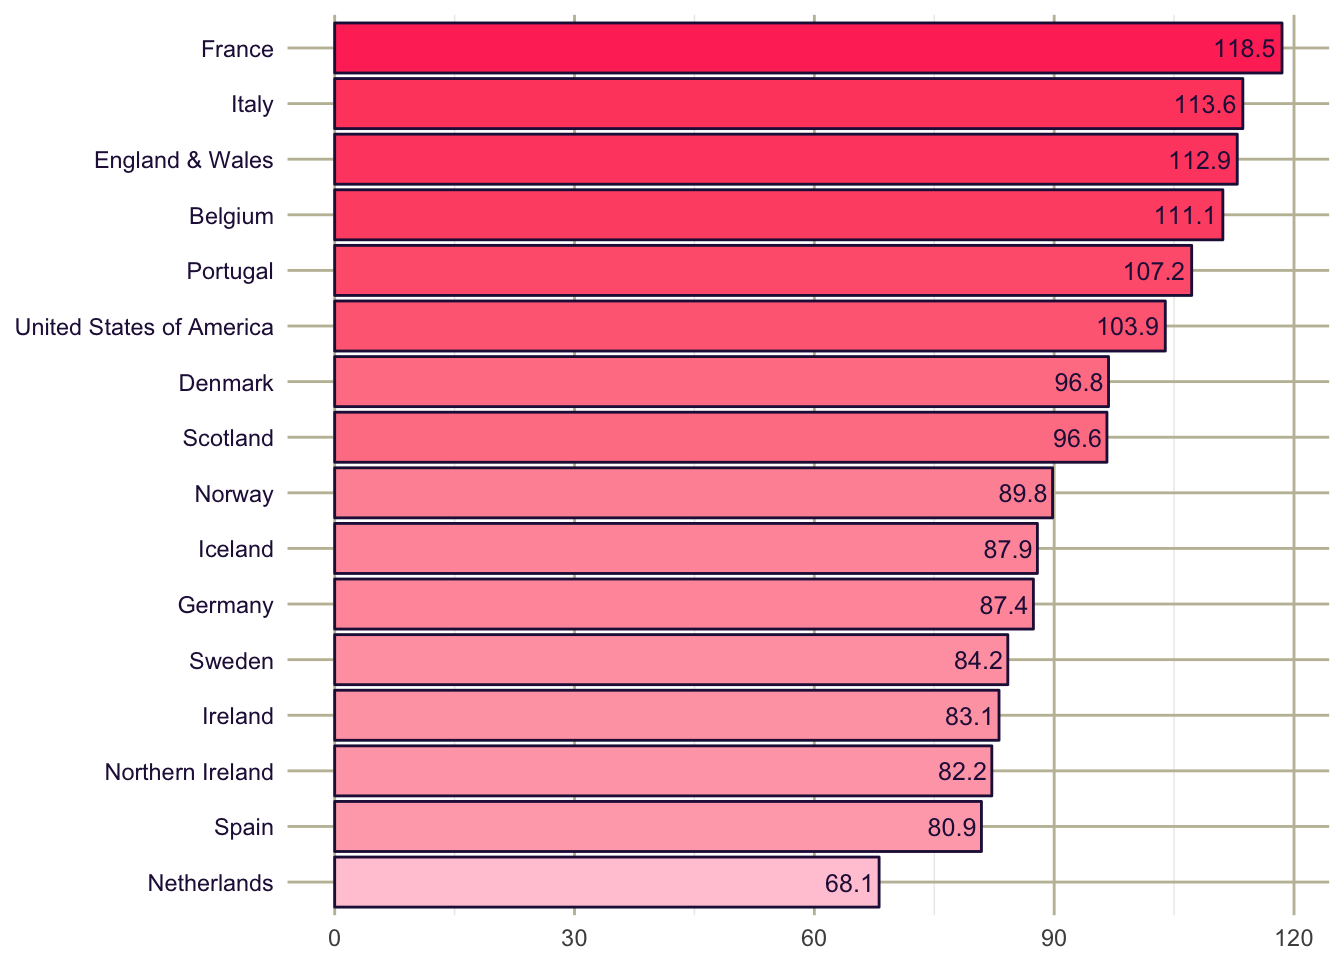 France 118.5
Italy 113.6
England & Wales 112.9
Belgium 111.1
Portugal 107.2
United States of America 103.9
Denmark 96.8
Scotland 96.6
Norway 89.8
Iceland 87.9
Germany 87.4
Sweden 84.2
Ireland 83.1
Northern Ireland 82.2
Spain 80.9
Netherlands 68.1
0 30 60 90 120